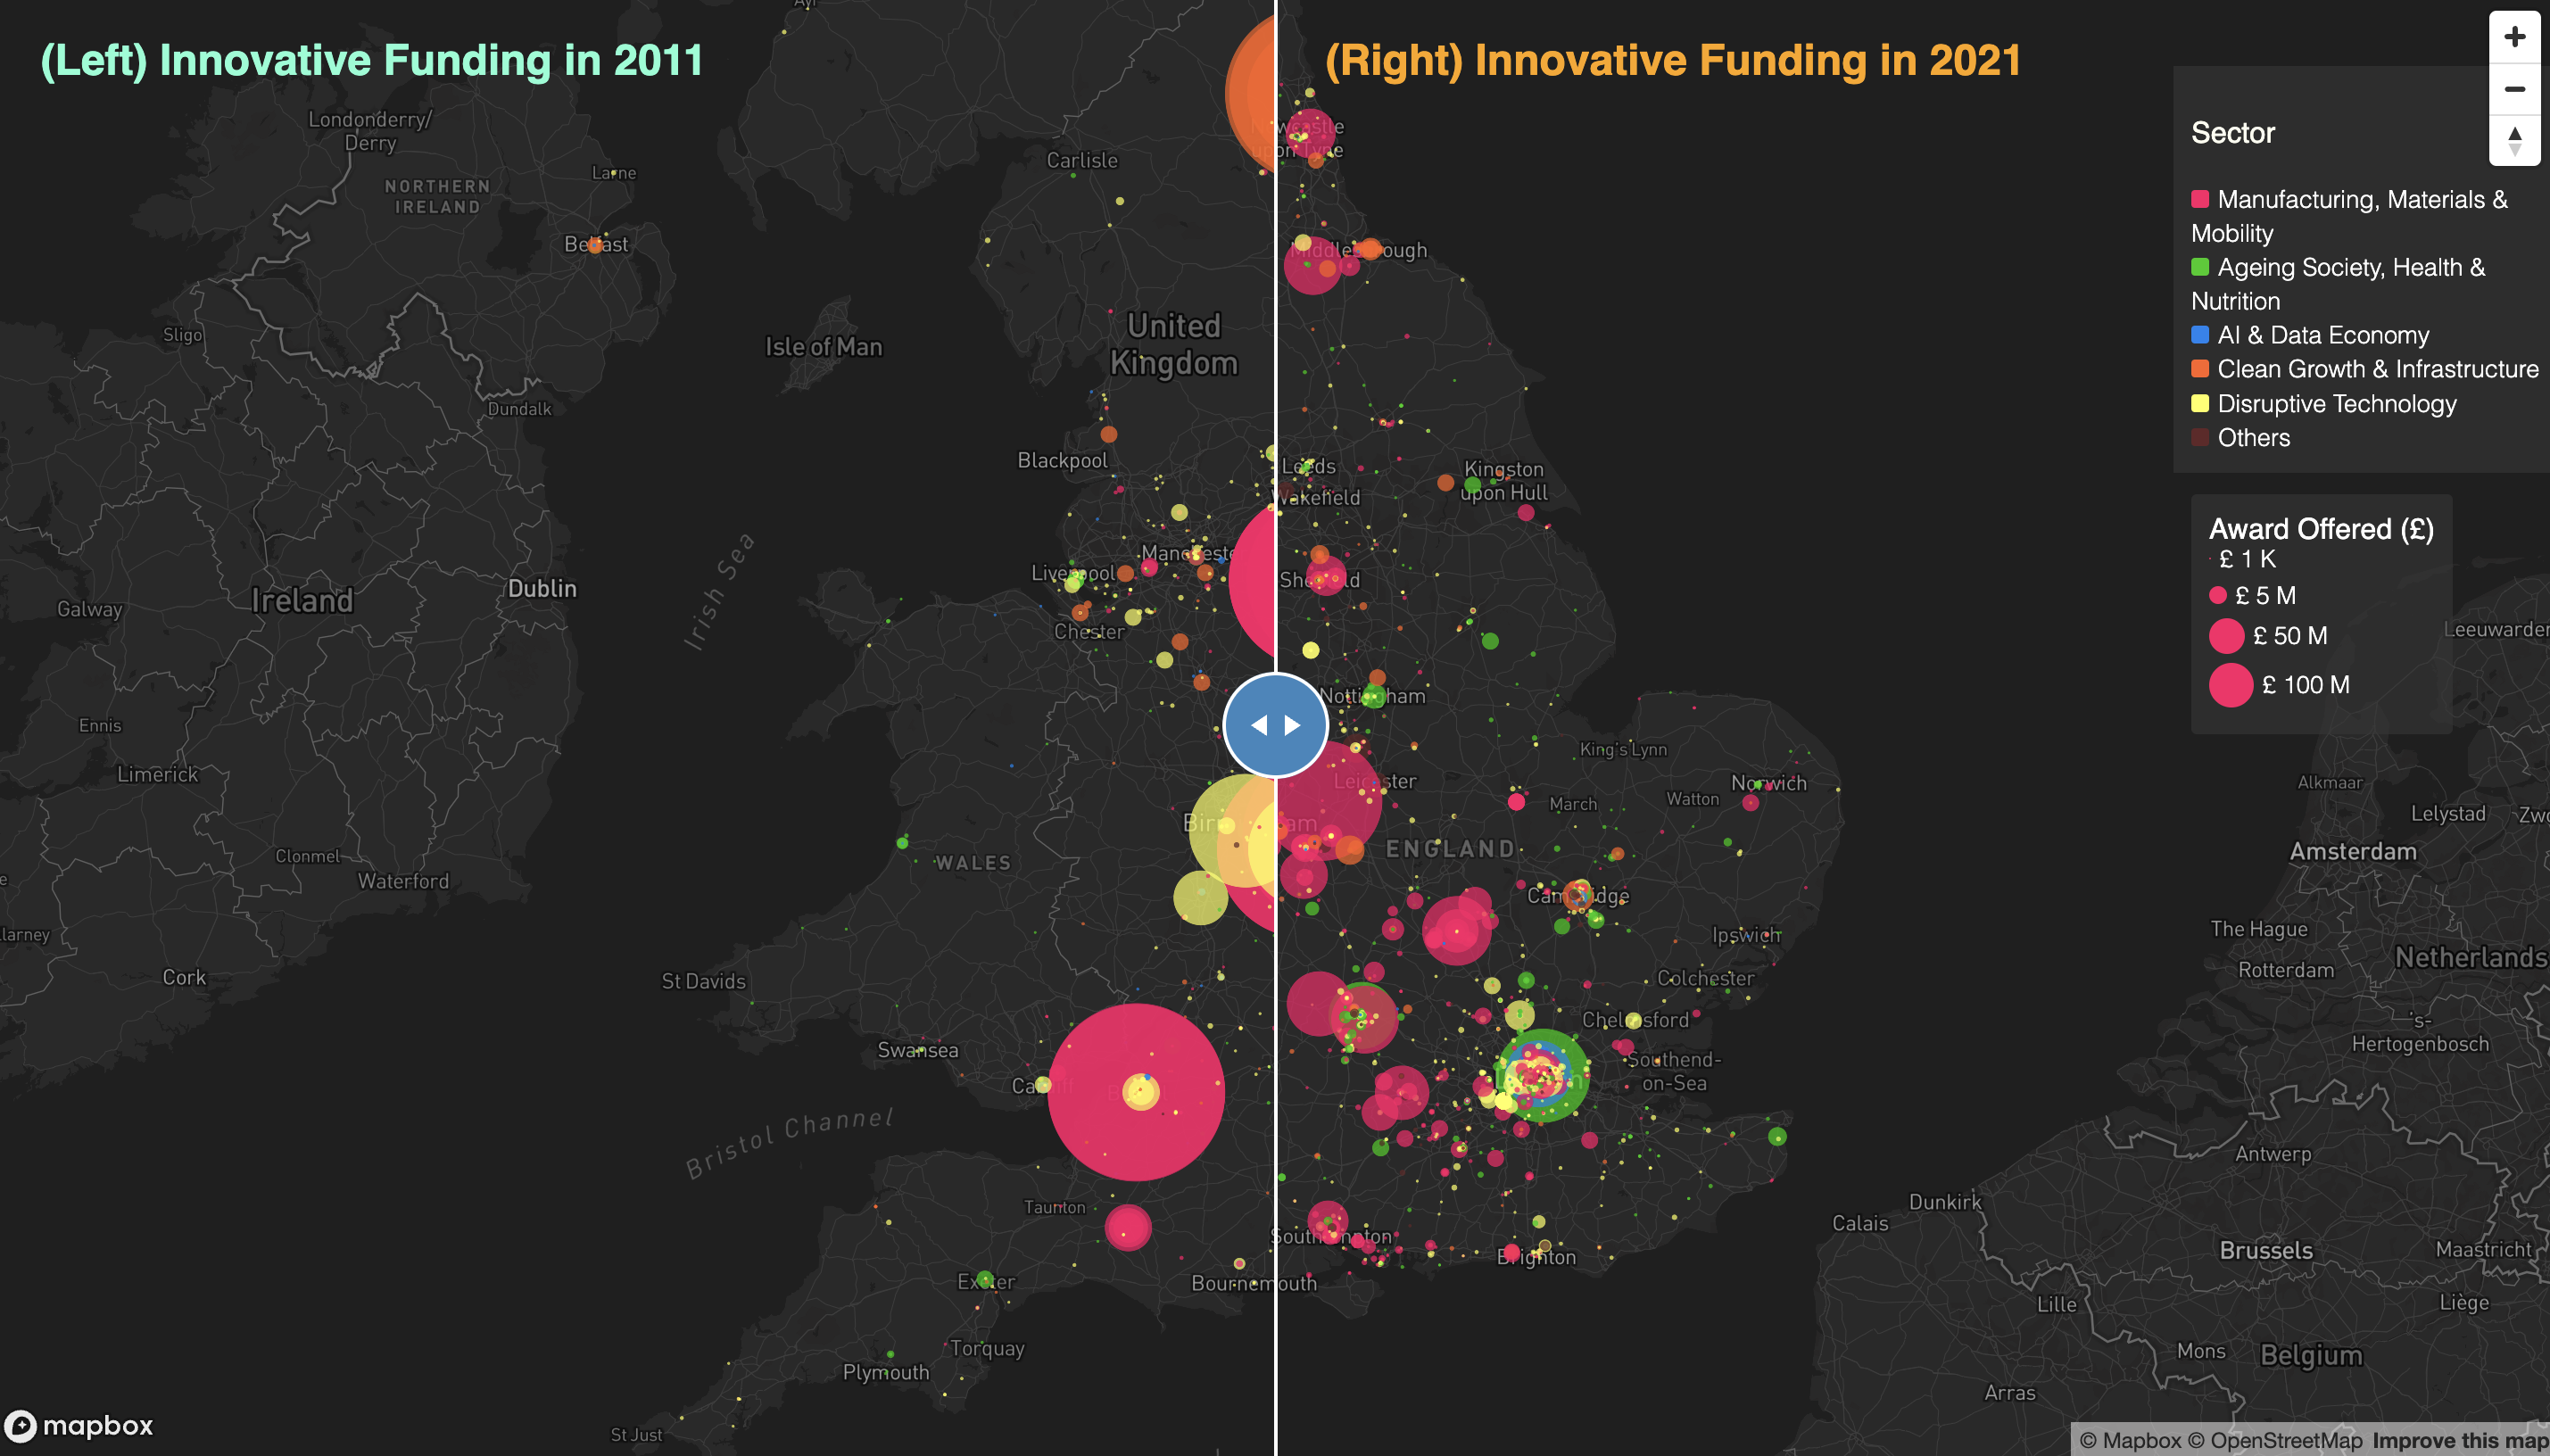 (Left) Innovative Funding in 2011
(Right) Innovative Funding in 2021
Sector
Manufacturing, Materials &
Mobility
Ageing Society, Health &
Nutrition
AI & Data Economy
Clean Growth & Infrastructure
Disruptive Technology
Others
Award Offered (£)
£ 1 K
£ 5 M
£ 50 M
£ 100 M
Londonderry/
Derry
NORTHERN
IRELAND
Larne
Belfast
Carlisle
upon Tyne
Sligo
Isle of Man
United
Kingdom
Dundalk
Blackpool
Leeds
Wakefield
Kingston
upon Hull
Irish Sea
Liverpool
Chester
Galway
Ireland
Dublin
Leeuwarden
Nottingham
Ennis
Limerick
King's Lynn
Leicester
March
Watton
Norwich
Alkmaar
Lelystad
Amsterdam
WALES
ENGLAND
Clonmel
Waterford
Cambridge
Ipswich
The Hague
Netherlands
Cork
St Davids
Colchester
Rotterdam
Chelmsford
's-
Hertogenbosch
Swansea
Southend-
on-Sea
Bristol Channel
Antwerp
Taunton
Dunkirk
Calais
Southampton
Brighton
Brussels
Maastricht
Exeter
Bournemouth
Lille
Liège
Torquay
Plymouth
Mons
Belgium
Arras
St Just
mapbox
© Mapbox © OpenStreetMap Improve this map